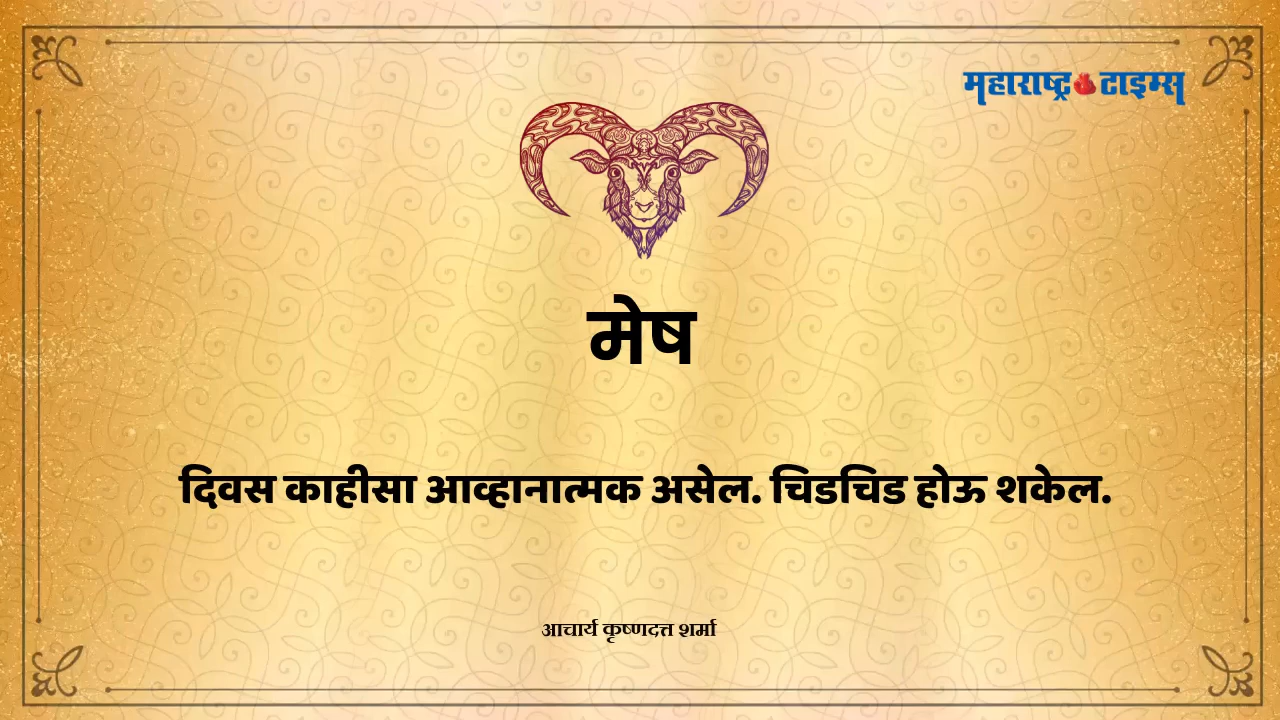 महाराष्ट्र टाइम्स
मेष
दिवस काहीसा आव्हानात्मक असेल. चिडचिड होऊ शकेल.
आचार्य कृष्णदत्त शर्मा